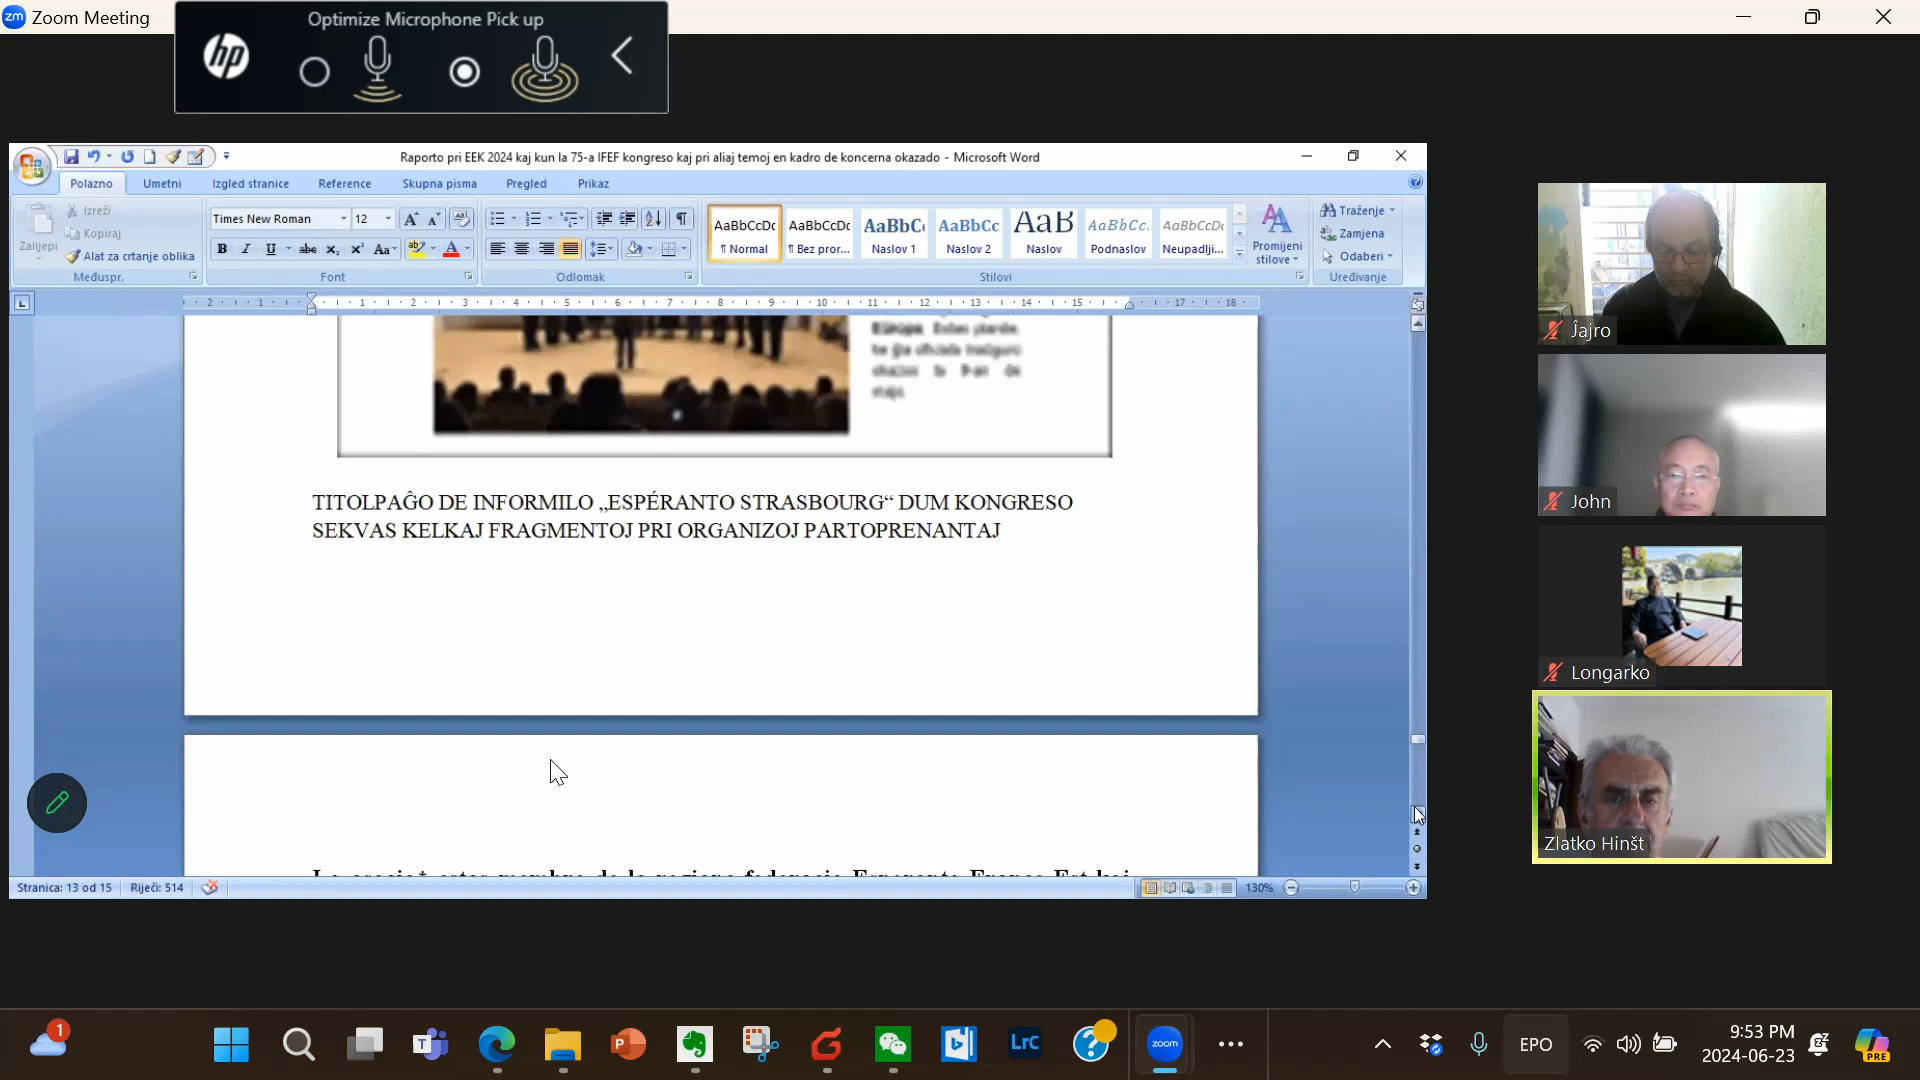 Zoom Meeting
Optimize Microphone Pick up
Raporto pri EEK 2024 kaj kun la 75-a IFEF kongreso kaj pri aliaj temoj en kadro de koncerna okazado - Microsoft Word
Polazno Umetni Izgled stranice Reference Skupna pisma Pregled Prikaz
Zalijepi
Izreži
Kopiraj
Alat za crtanje oblika
Međuspr.
Times New Roman 12
Font
Odlomak
AaBbCcDc AaBbCcDc AaBbC AaBbCc AaB AaBbCc. AaBbCcDc
¶ Normal ¶ Bez pror... Naslov 1 Naslov 2 Naslov Podnaslov Neupadlji...
Promijeni stilove
Stilovi
Traženje
Zamjena
Odaberi
Uređivanje
TITOLPAĜO DE INFORMILO „ESPÉRANTO STRASBOURG“ DUM KONGRESO
SEKVAS KELKAJ FRAGMENTOJ PRI ORGANIZOJ PARTOPRENANTAJ
Stranica: 13 od 15 Riječi: 514
130%
Ĵajro
John
Longarko
Zlatko Hinšt
1
LrC
zoom
EPO
9:53 PM
2024-06-23
PRE